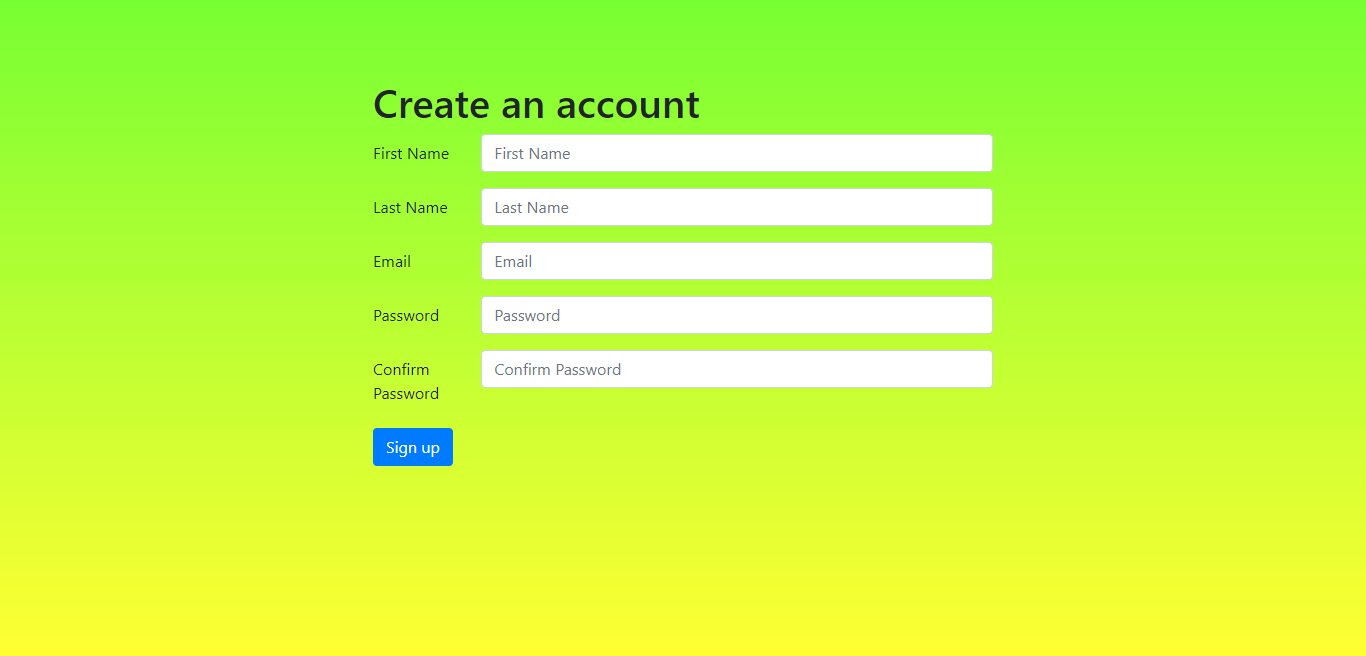 Create an account
First Name First Name
Last Name Last Name
Email Email
Password Password
Confirm Password Confirm Password
Sign up